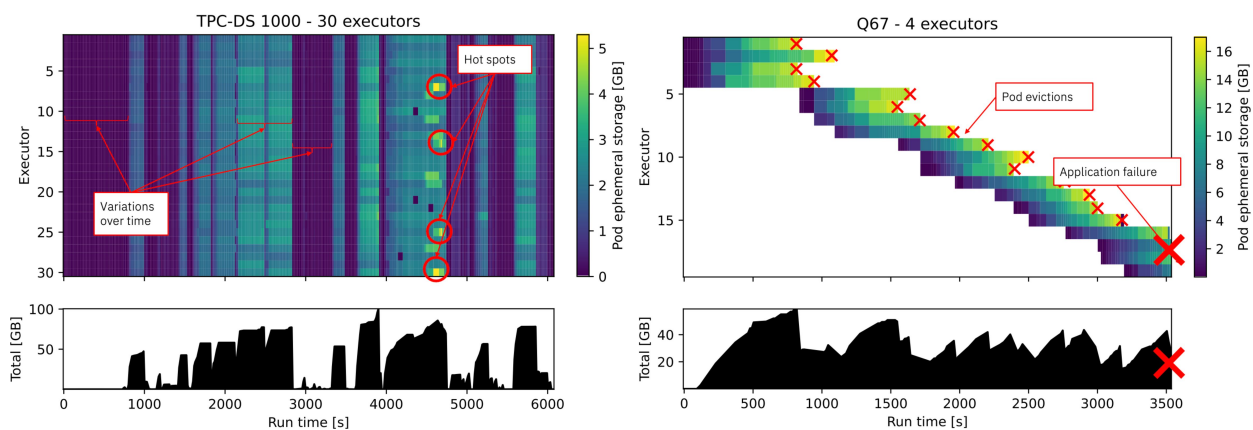 TPC-DS 1000 - 30 executors
Hot spots
Variations
over time
Executor
5
10
15
20
25
30
Pod ephemeral storage [GB]
5
4
3
2
1
0
Total [GB]
100
50
0 1000 2000 3000 4000 5000 6000
Run time [s]
Q67 - 4 executors
Pod evictions
Application failure
Executor
5
10
15
Pod ephemeral storage [GB]
16
14
12
10
8
6
4
2
Total [GB]
40
20
0 500 1000 1500 2000 2500 3000 3500
Run time [s]